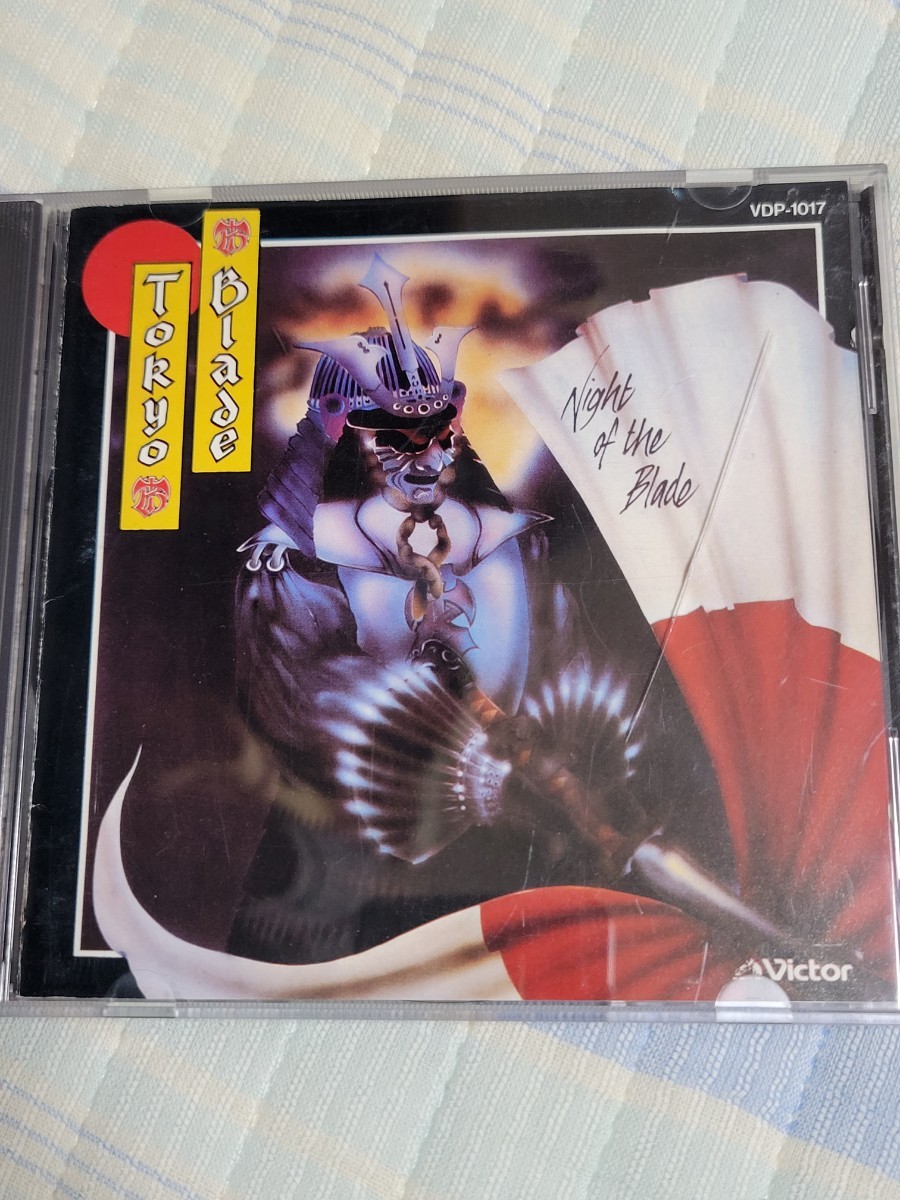 VDP-1017
Tokyo
Blade
Night
of the
Blade
Victor